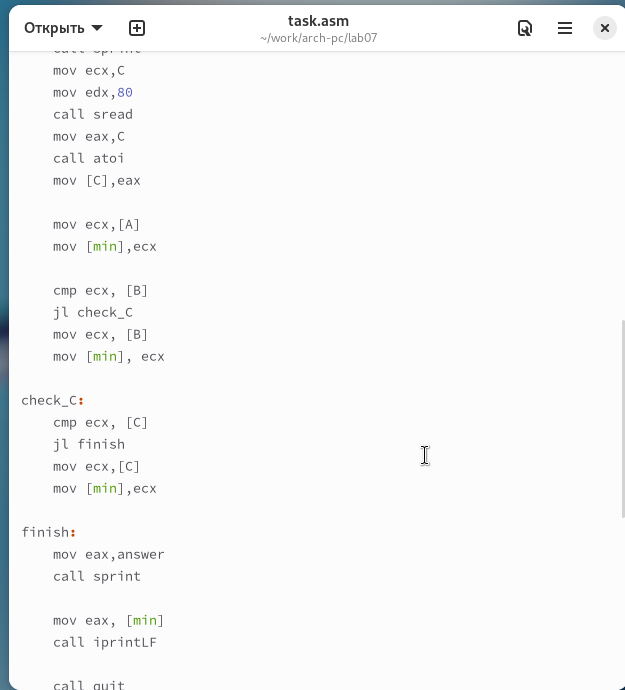 Открыть
task.asm
~/work/arch-pc/lab07
call sprint
mov ecx,C
mov edx,80
call sread
mov eax,C
call atoi
mov [C],eax
mov ecx,[A]
mov [min],ecx
cmp ecx, [B]
jl check_C
mov ecx, [B]
mov [min], ecx
check_C:
cmp ecx, [C]
jl finish
mov ecx,[C]
mov [min],ecx
finish:
mov eax,answer
call sprint
mov eax, [min]
call iprintLF
call quit